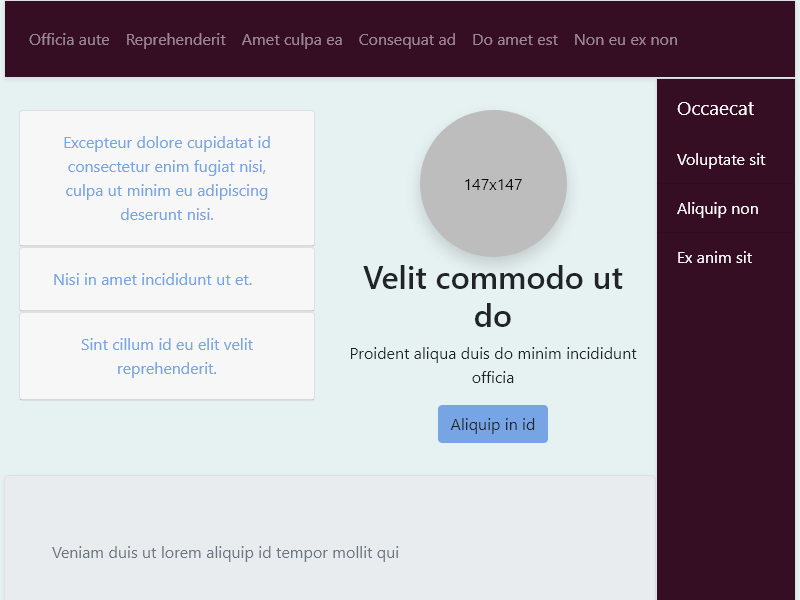 Officia aute Reprehenderit Amet culpa ea Consequat ad Do amet est Non eu ex non
Excepteur dolore cupidatat id
consectetur enim fugiat nisi,
culpa ut minim eu adipiscing
deserunt nisi.
Nisi in amet incididunt ut et.
Sint cillum id eu elit velit
reprehenderit.
147x147
Velit commodo ut
do
Proident aliqua duis do minim incididunt
officia
Aliquip in id
Occaecat
Voluptate sit
Aliquip non
Ex anim sit
Veniam duis ut lorem aliquip id tempor mollit qui